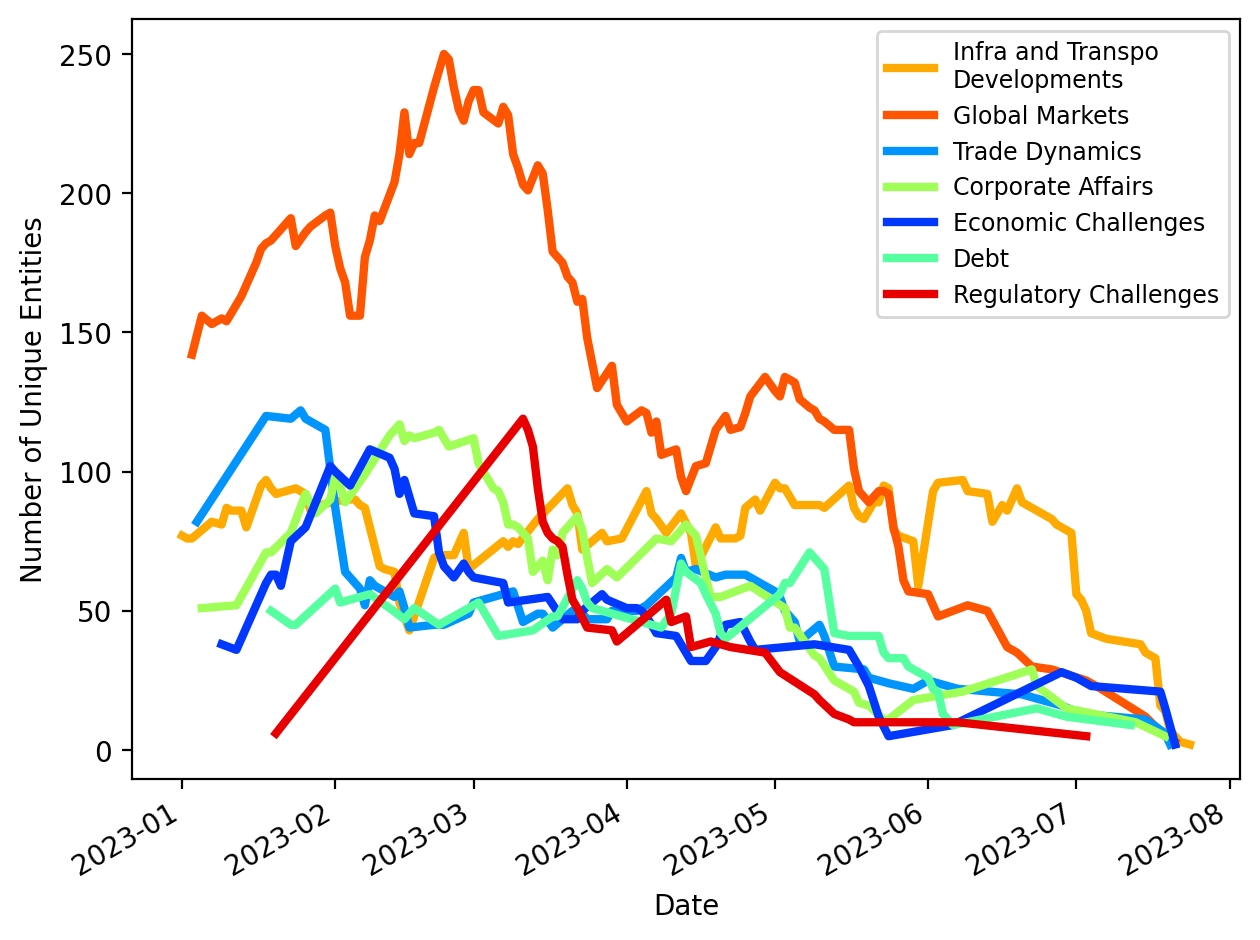 250
200
150
100
50
0
Number of Unique Entities
Infra and Transpo
Developments
Global Markets
Trade Dynamics
Corporate Affairs
Economic Challenges
Debt
Regulatory Challenges
2023-01
2023-02
2023-03
2023-04
2023-05
2023-06
2023-07
2023-08
Date